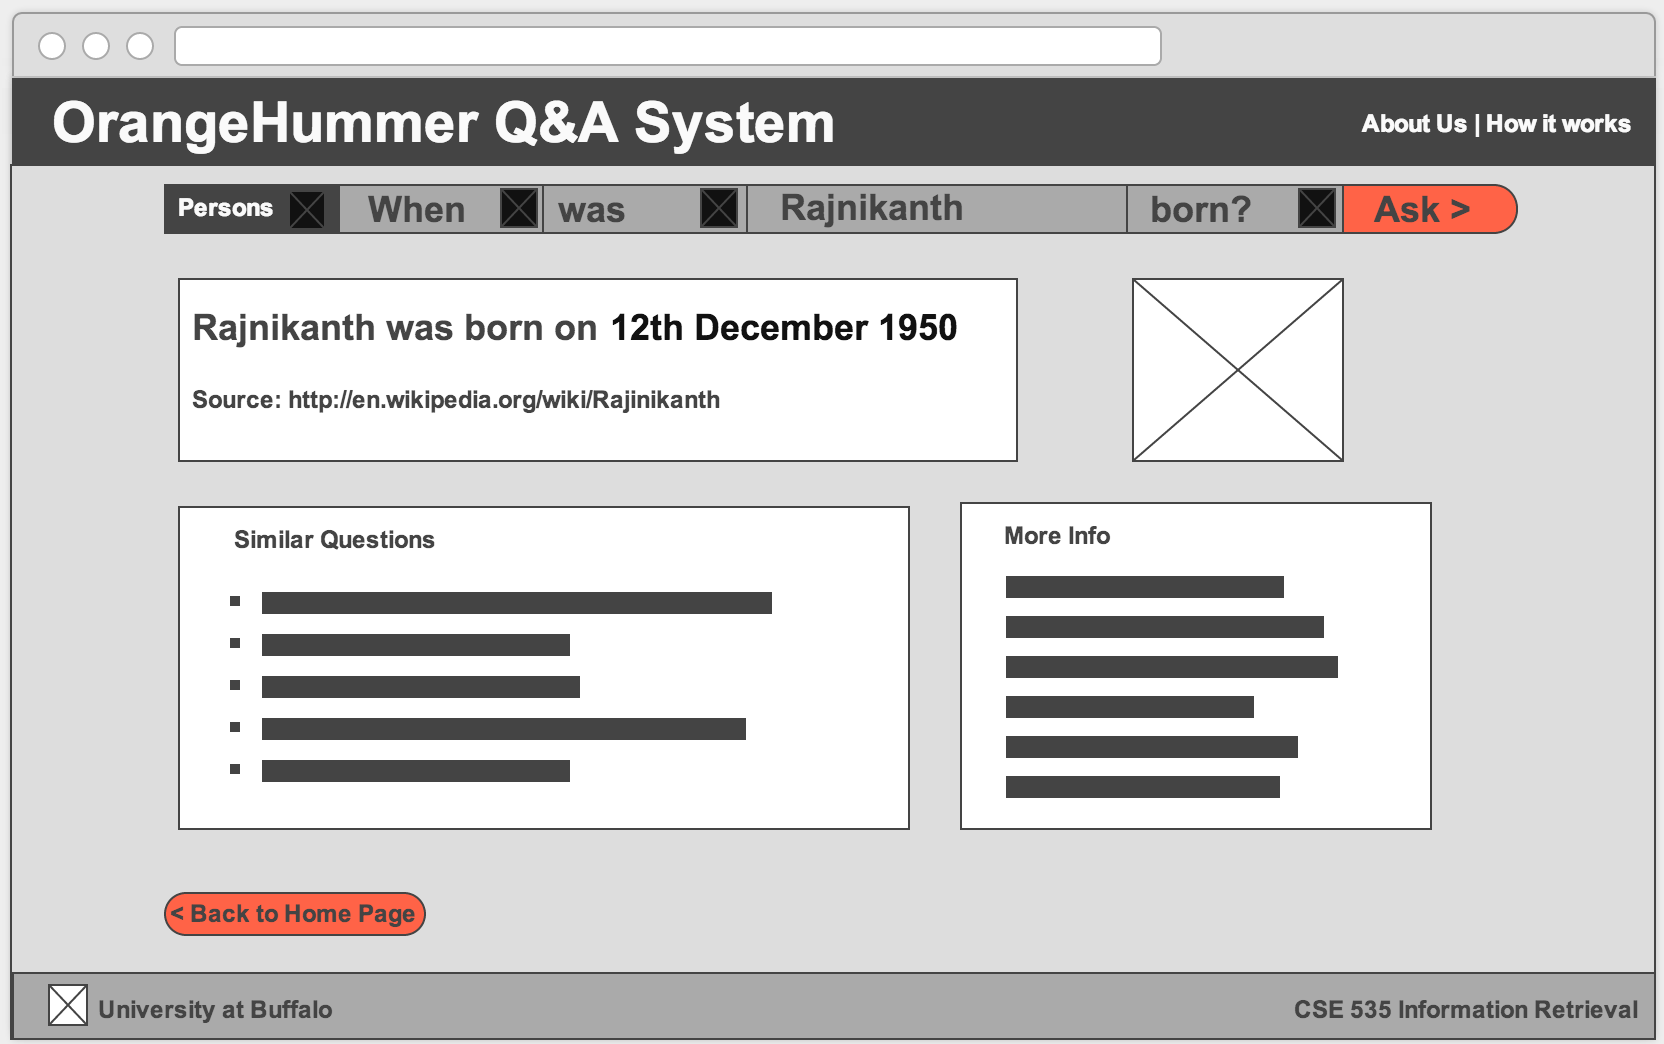 OrangeHummer Q&A System
About Us | How it works
Persons When was Rajnikanth born? Ask >
Rajnikanth was born on 12th December 1950
Source: http://en.wikipedia.org/wiki/Rajinikanth
Similar Questions
More Info
< Back to Home Page
University at Buffalo
CSE 535 Information Retrieval